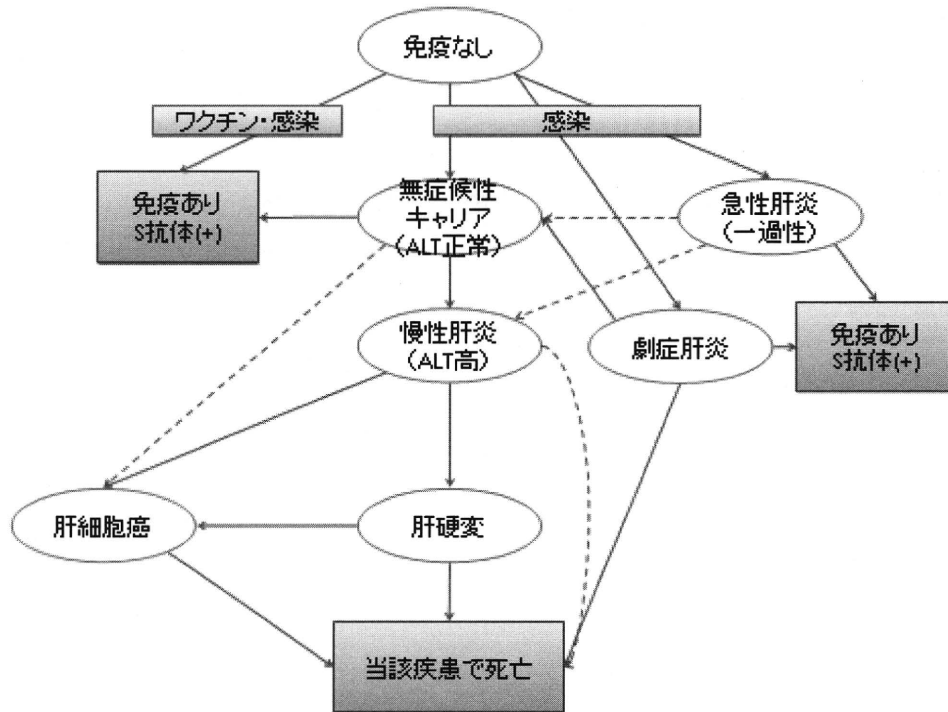 免疫なし
ワクチン・感染
感染
免疫あり
S抗体(+)
無症候性
キャリア
(ALT正常)
急性肝炎
(一過性)
慢性肝炎
(ALT高)
劇症肝炎
免疫あり
S抗体(+)
肝細胞癌
肝硬変
当該疾患で死亡